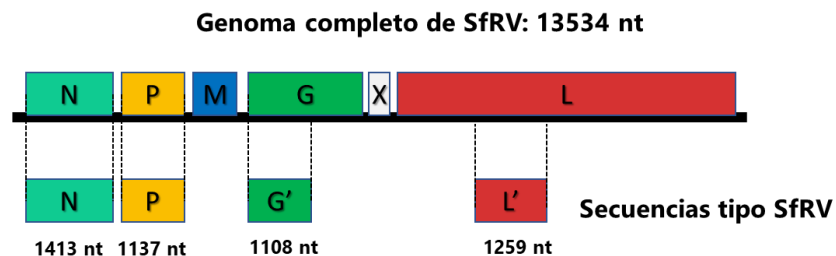 Genoma completo de SfRV: 13534 nt
N P M G X L
N P G’ L’
Secuencias tipo SfRV
1413 nt 1137 nt 1108 nt 1259 nt